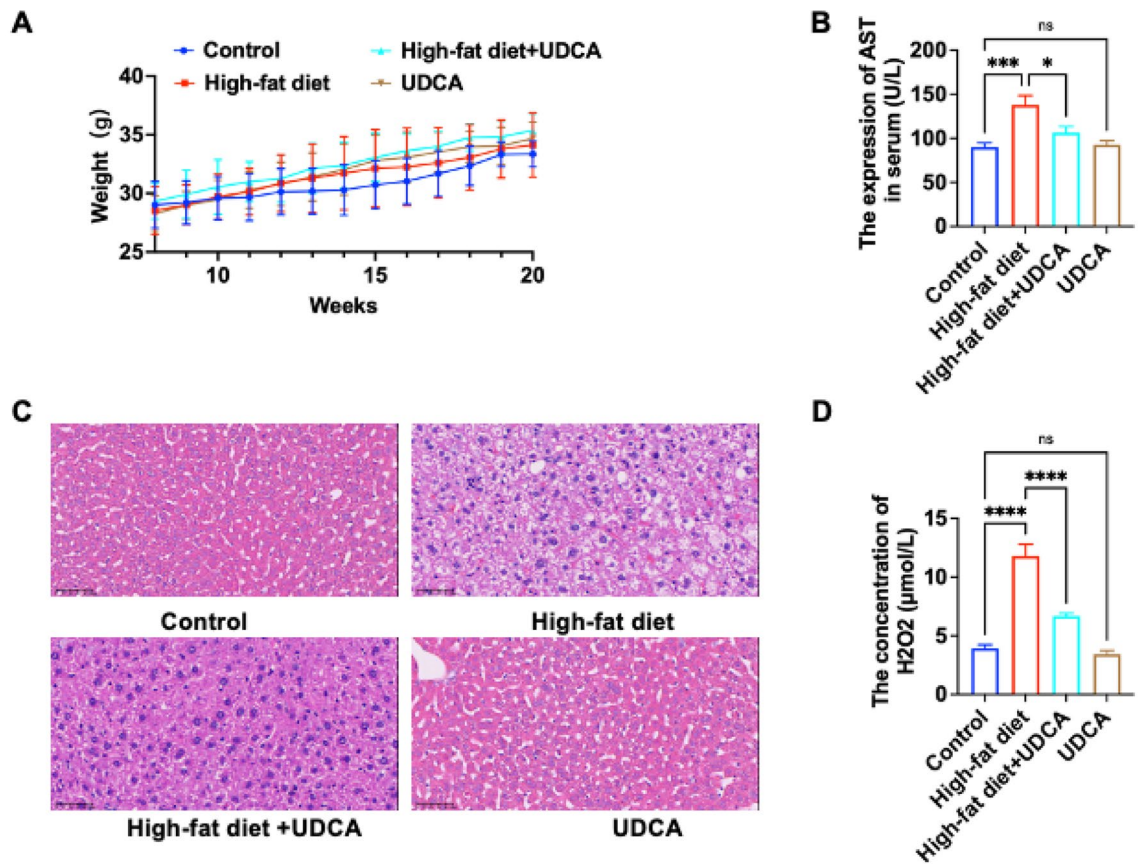 A
Control
High-fat diet
High-fat diet+UDCA
UDCA
Weight (g)
40
35
30
25
10
15
20
Weeks
B
The expression of AST
in serum (U/L)
200
150
100
50
0
ns
***
*
Control
High-fat diet
High-fat diet+UDCA
UDCA
C
Control
High-fat diet
High-fat diet +UDCA
UDCA
D
The concentration of
H2O2 (μmol/L)
15
10
5
0
ns
****
****
Control
High-fat diet
High-fat diet+UDCA
UDCA